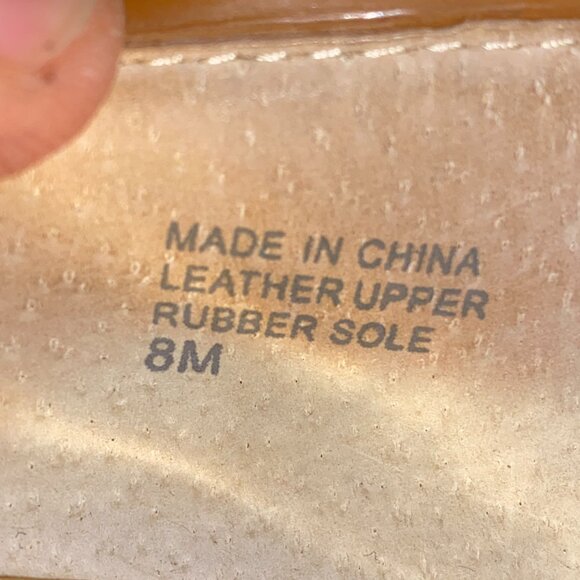 MADE IN CHINA
LEATHER UPPER
RUBBER SOLE
8M